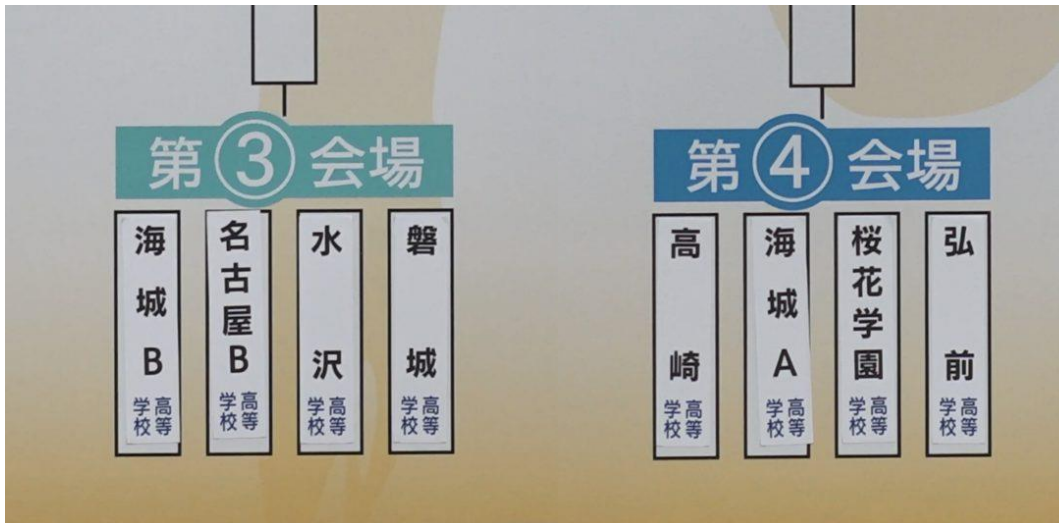 第③会場
海城B高等学校
名古屋B高等学校
水沢高等学校
磐城高等学校
第④会場
高崎高等学校
海城A高等学校
桜花学園高等学校
弘前高等学校